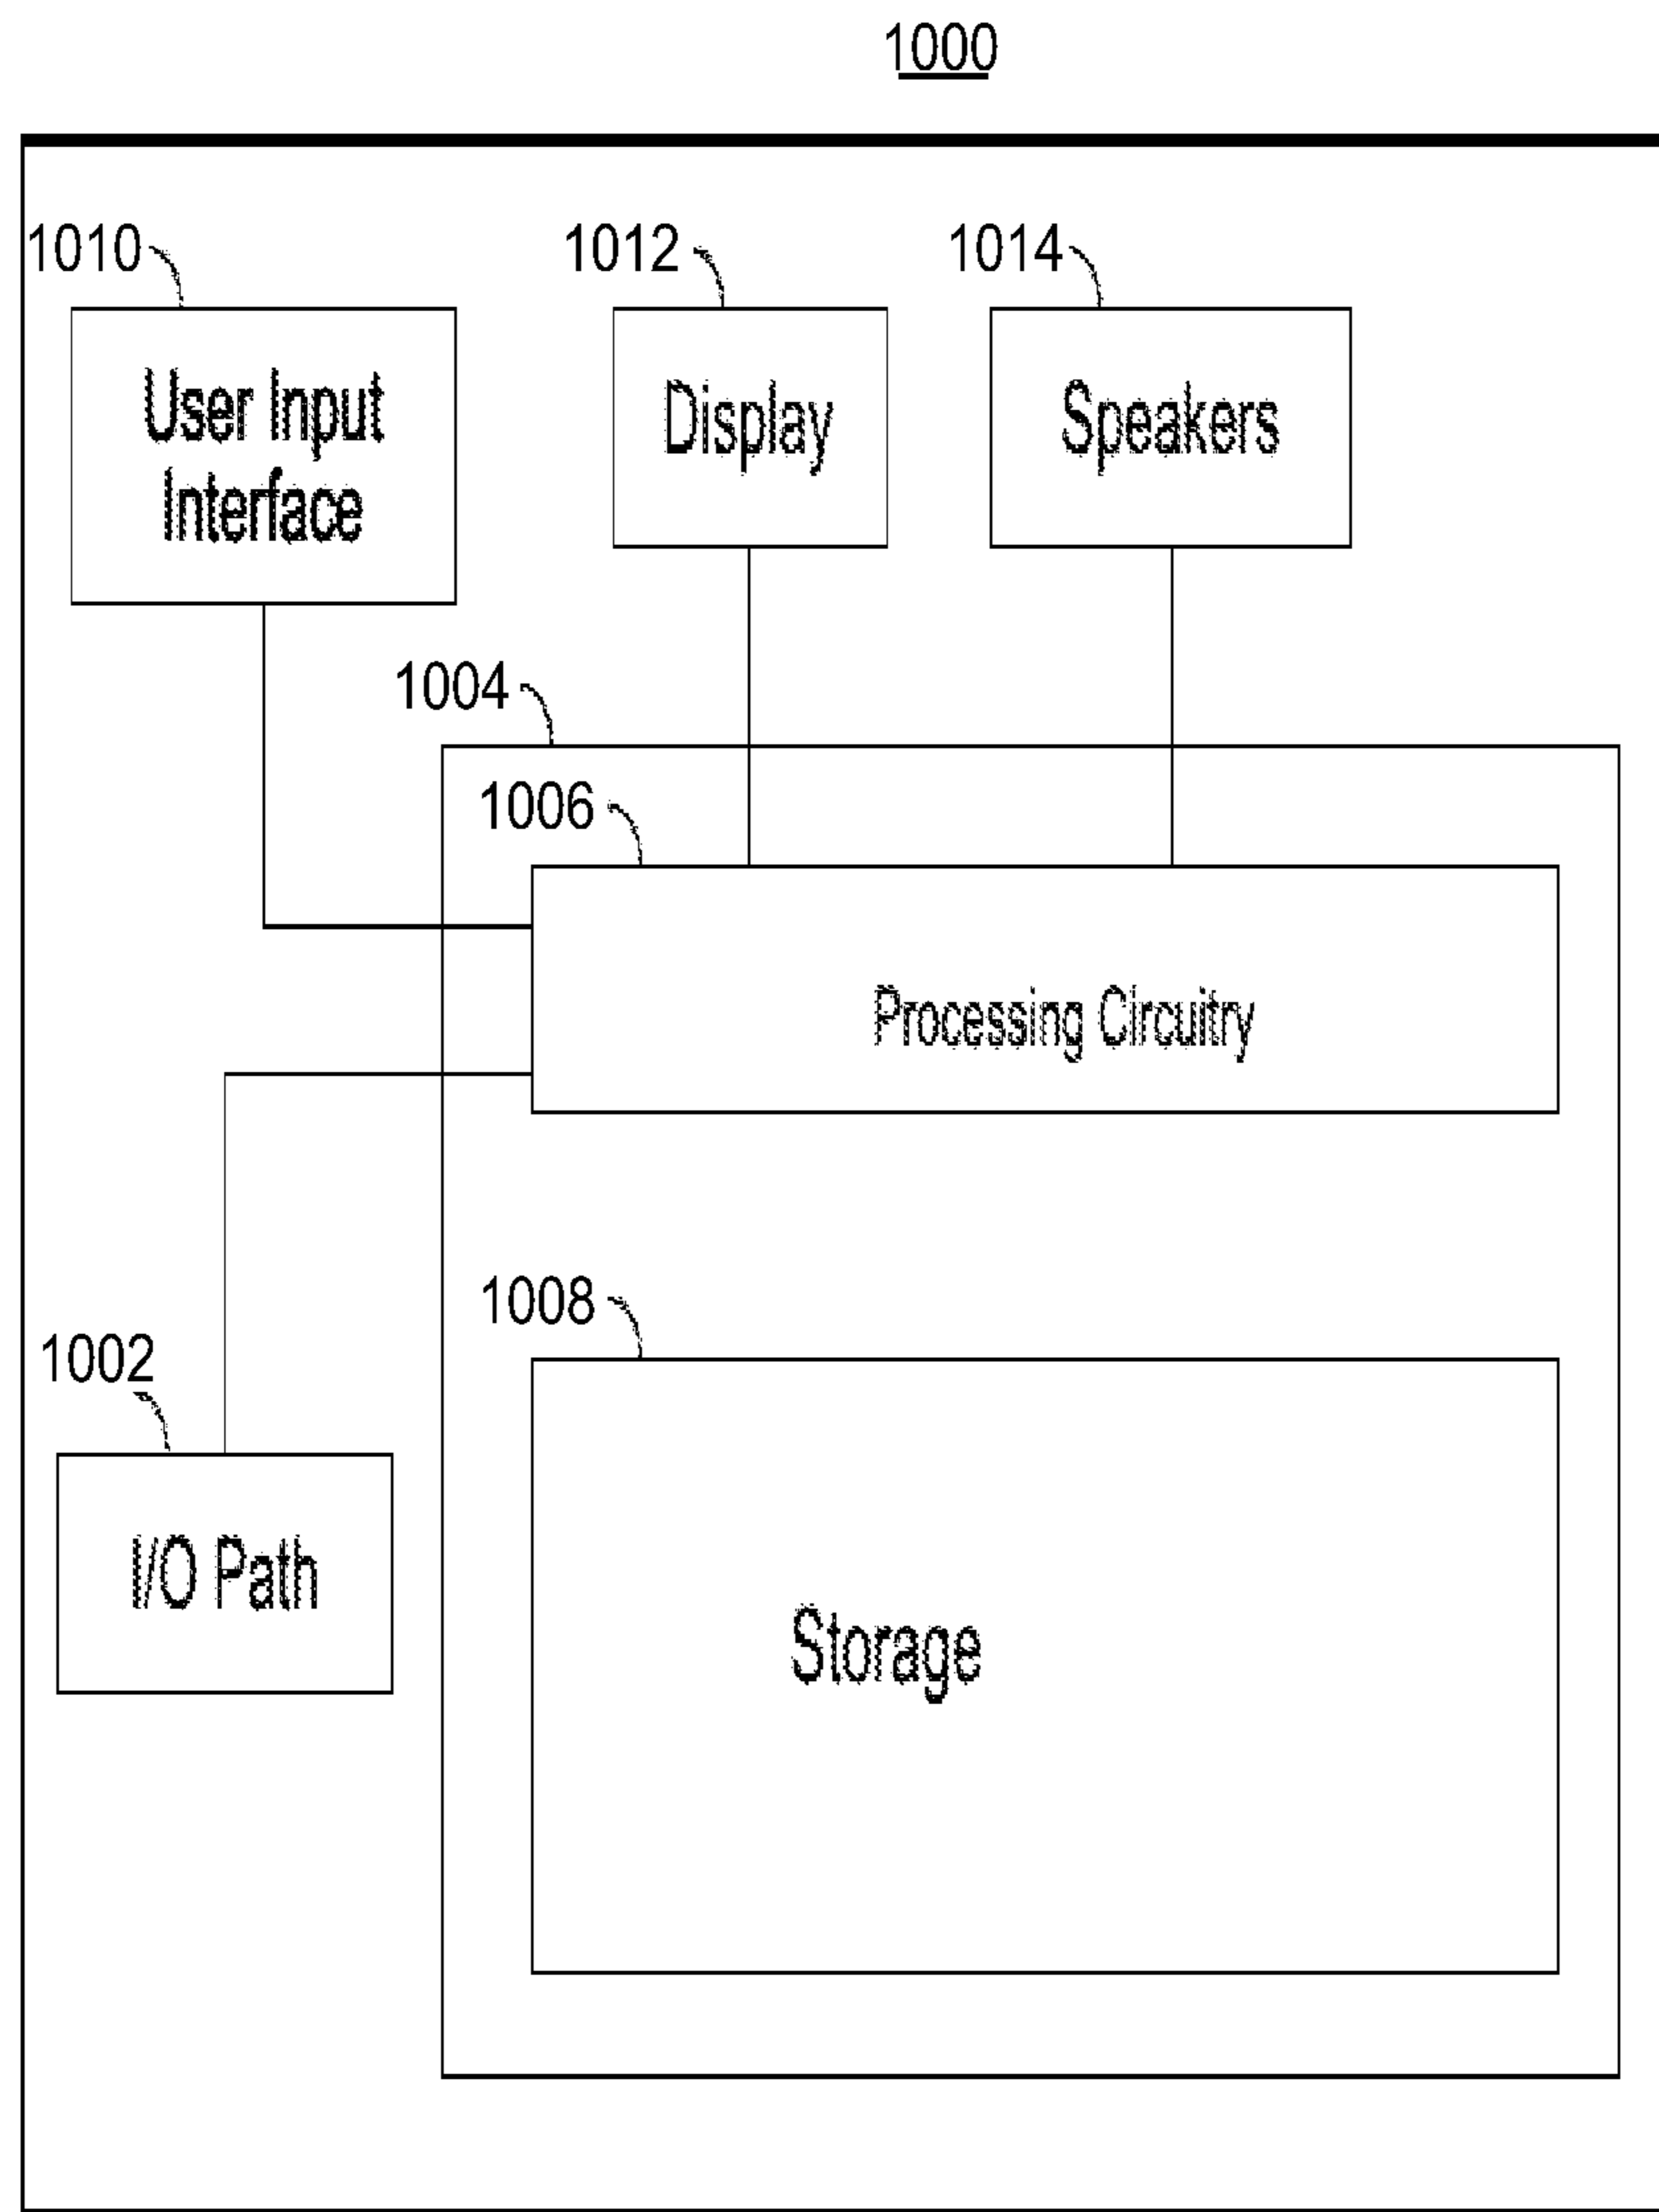 1000
1010
1012
1014
User Input
Interface
Display
Speakers
1004
1006
Processing Circuitry
1008
1002
I/O Path
Storage